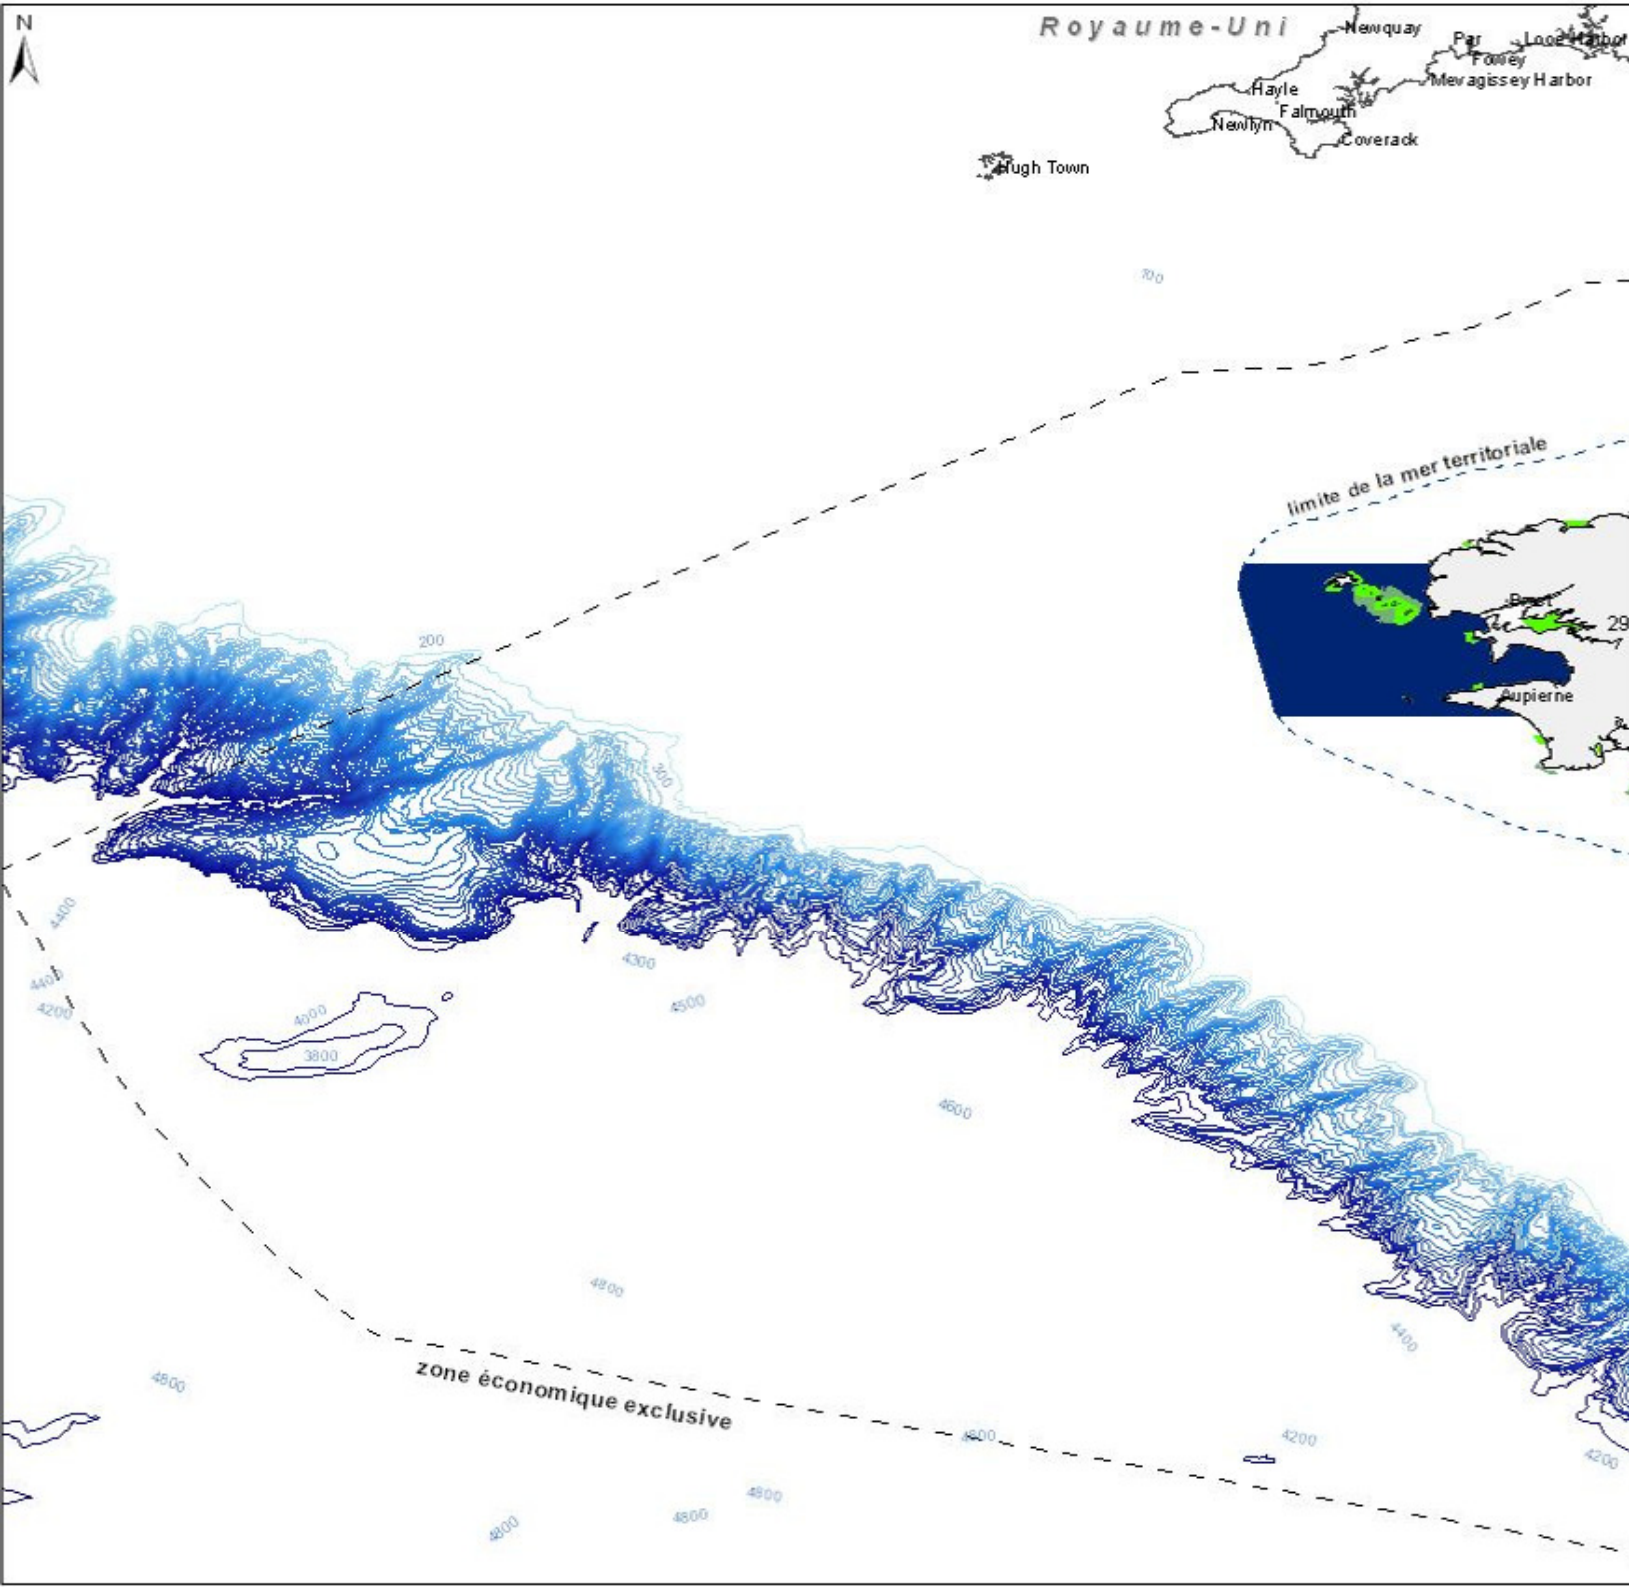 N
Royaume-Uni
Newquay
Par
Looe Harbor
Fowey
Mevagissey Harbor
Hayle
Falmouth
Newlyn
Coverack
Hugh Town
100
limite de la mer territoriale
Brest
29
200
Aupierne
300
4400
4300
4400
4500
4200
4000
3800
4600
4800
4400
zone économique exclusive
4800
4800
4200
4200
4800
4800
4800